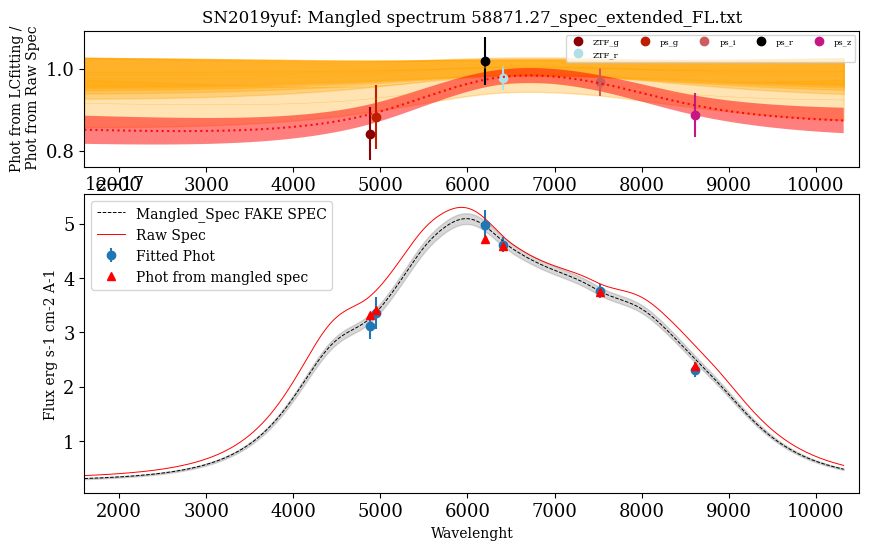 SN2019yuf: Mangled spectrum 58871.27_spec_extended_FL.txt
Phot from LCfitting /
Phot from Raw Spec
1.0
0.8
ZTF_g ps_g ps_i ps_r ps_z
ZTF_r
2000 3000 4000 5000 6000 7000 8000 9000 10000
1e−17
Flux erg s-1 cm-2 A-1
5
4
3
2
1
Mangled_Spec FAKE SPEC
Raw Spec
Fitted Phot
Phot from mangled spec
2000 3000 4000 5000 6000 7000 8000 9000 10000
Wavelenght